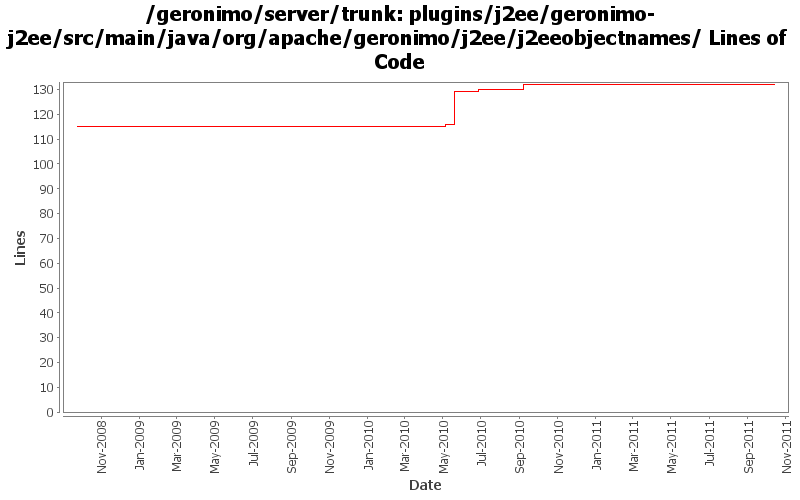 /geronimo/server/trunk: plugins/j2ee/geronimo-
j2ee/src/main/java/org/apache/geronimo/j2ee/j2eeobjectnames/ Lines of
Code
Lines
130
120
110
100
90
80
70
60
50
40
30
20
10
0
Nov-2008
Jan-2009
Mar-2009
May-2009
Jul-2009
Sep-2009
Nov-2009
Jan-2010
Mar-2010
May-2010
Jul-2010
Sep-2010
Nov-2010
Jan-2011
Mar-2011
May-2011
Jul-2011
Sep-2011
Nov-2011
Date